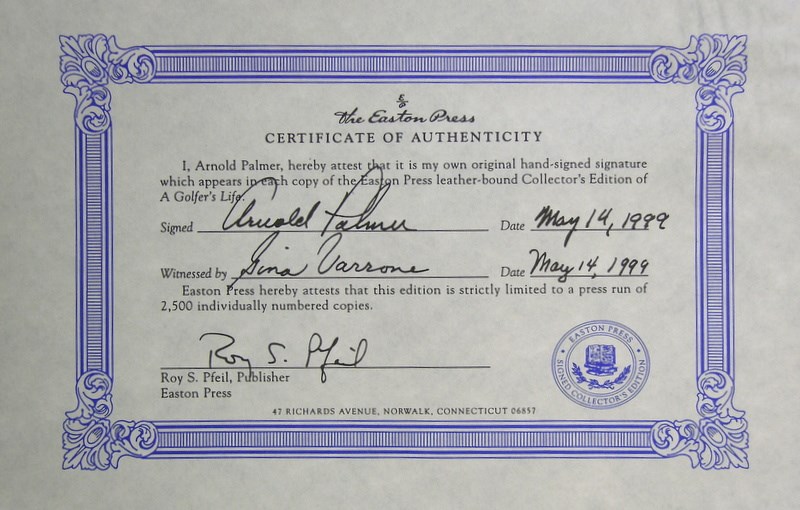 EP
the Easton Press
CERTIFICATE OF AUTHENTICITY
I, Arnold Palmer, hereby attest that it is my own original hand-signed signature
which appears in each copy of the Easton Press leather-bound Collector's Edition of
A Golfer's Life.
Signed Arnold Palmer Date May 14, 1999
Witnessed by Gina Varrone Date May 14, 1999
Easton Press hereby attests that this edition is strictly limited to a press run of
2,500 individually numbered copies.
Roy S. Pfeil
Roy S. Pfeil, Publisher
Easton Press
EASTON PRESS
SIGNED COLLECTOR'S EDITION
47 RICHARDS AVENUE, NORWALK, CONNECTICUT 06857